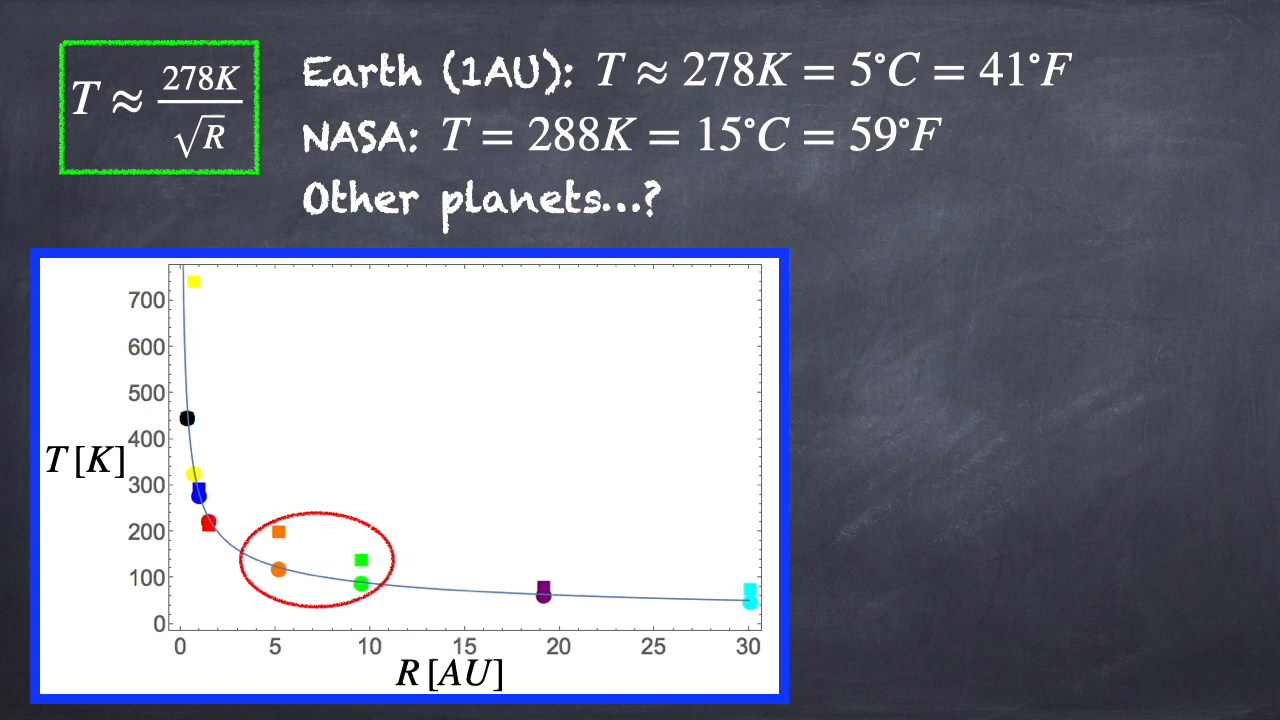 T ≈ 278K / √R
Earth (1AU): T ≈ 278K = 5°C = 41°F
NASA: T = 288K = 15°C = 59°F
Other planets...?
700
600
500
400
T [K]
300
200
100
0
0 5 10 15 20 25 30
R [AU]